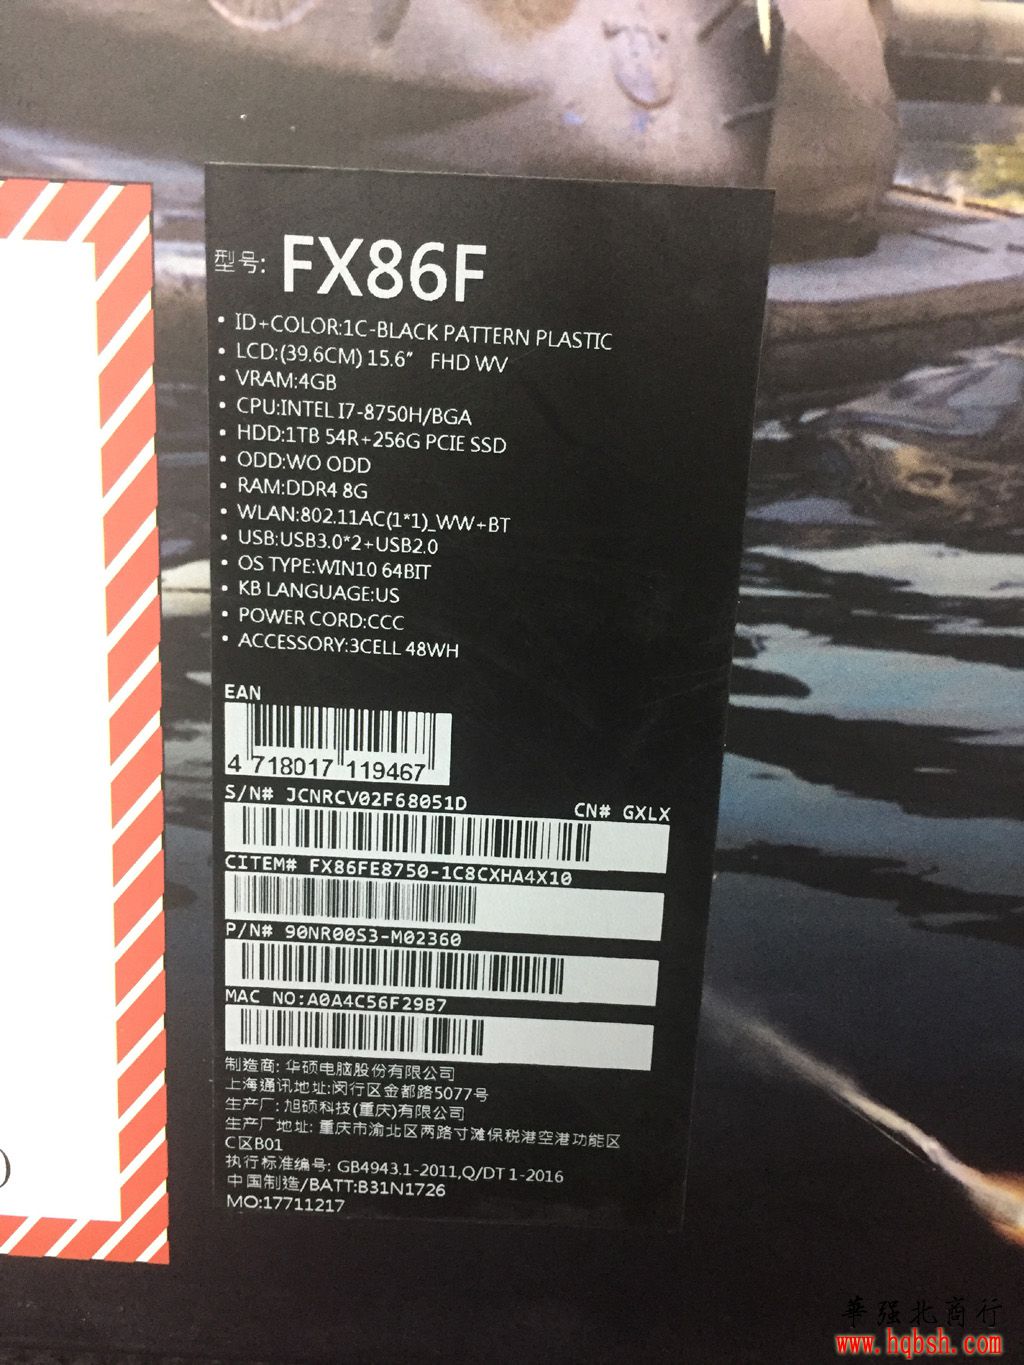 型号: FX86F
• ID+COLOR:1C-BLACK PATTERN PLASTIC
• LCD:(39.6CM) 15.6" FHD WV
• VRAM:4GB
• CPU:INTEL I7-8750H/BGA
• HDD:1TB 54R+256G PCIE SSD
• ODD:WO ODD
• RAM:DDR4 8G
• WLAN:802.11AC(1*1)_WW+BT
• USB:USB3.0*2+USB2.0
• OS TYPE:WIN10 64BIT
• KB LANGUAGE:US
• POWER CORD:CCC
• ACCESSORY:3CELL 48WH
EAN
4 718017 119467
S/N# JCNRCV02F68051D CN# GXLX
CITEM# FX86FE8750-1C8CXHA4X10
P/N# 90NR00S3-M02360
MAC NO:A0A4C56F29B7
制造商: 华硕电脑股份有限公司
上海通讯地址:闵行区金都路5077号
生产厂: 旭硕科技(重庆)有限公司
生产厂地址: 重庆市渝北区两路寸滩保税港空港功能区
C区B01
执行标准编号: GB4943.1-2011,Q/DT 1-2016
中国制造/BATT:B31N1726
MO:17711217
華强北商行
www.hqbsh.com